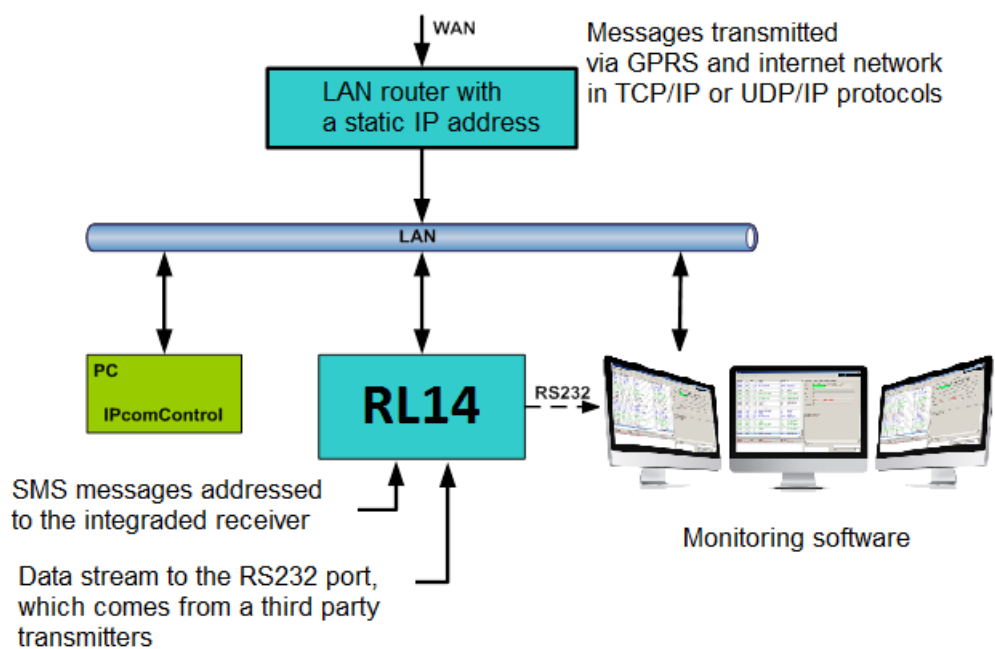 WAN
Messages transmitted
via GPRS and internet network
in TCP/IP or UDP/IP protocols
LAN router with
a static IP address
LAN
PC
IPcomControl
RL14
RS232
SMS messages addressed
to the integraded receiver
Monitoring software
Data stream to the RS232 port,
which comes from a third party
transmitters